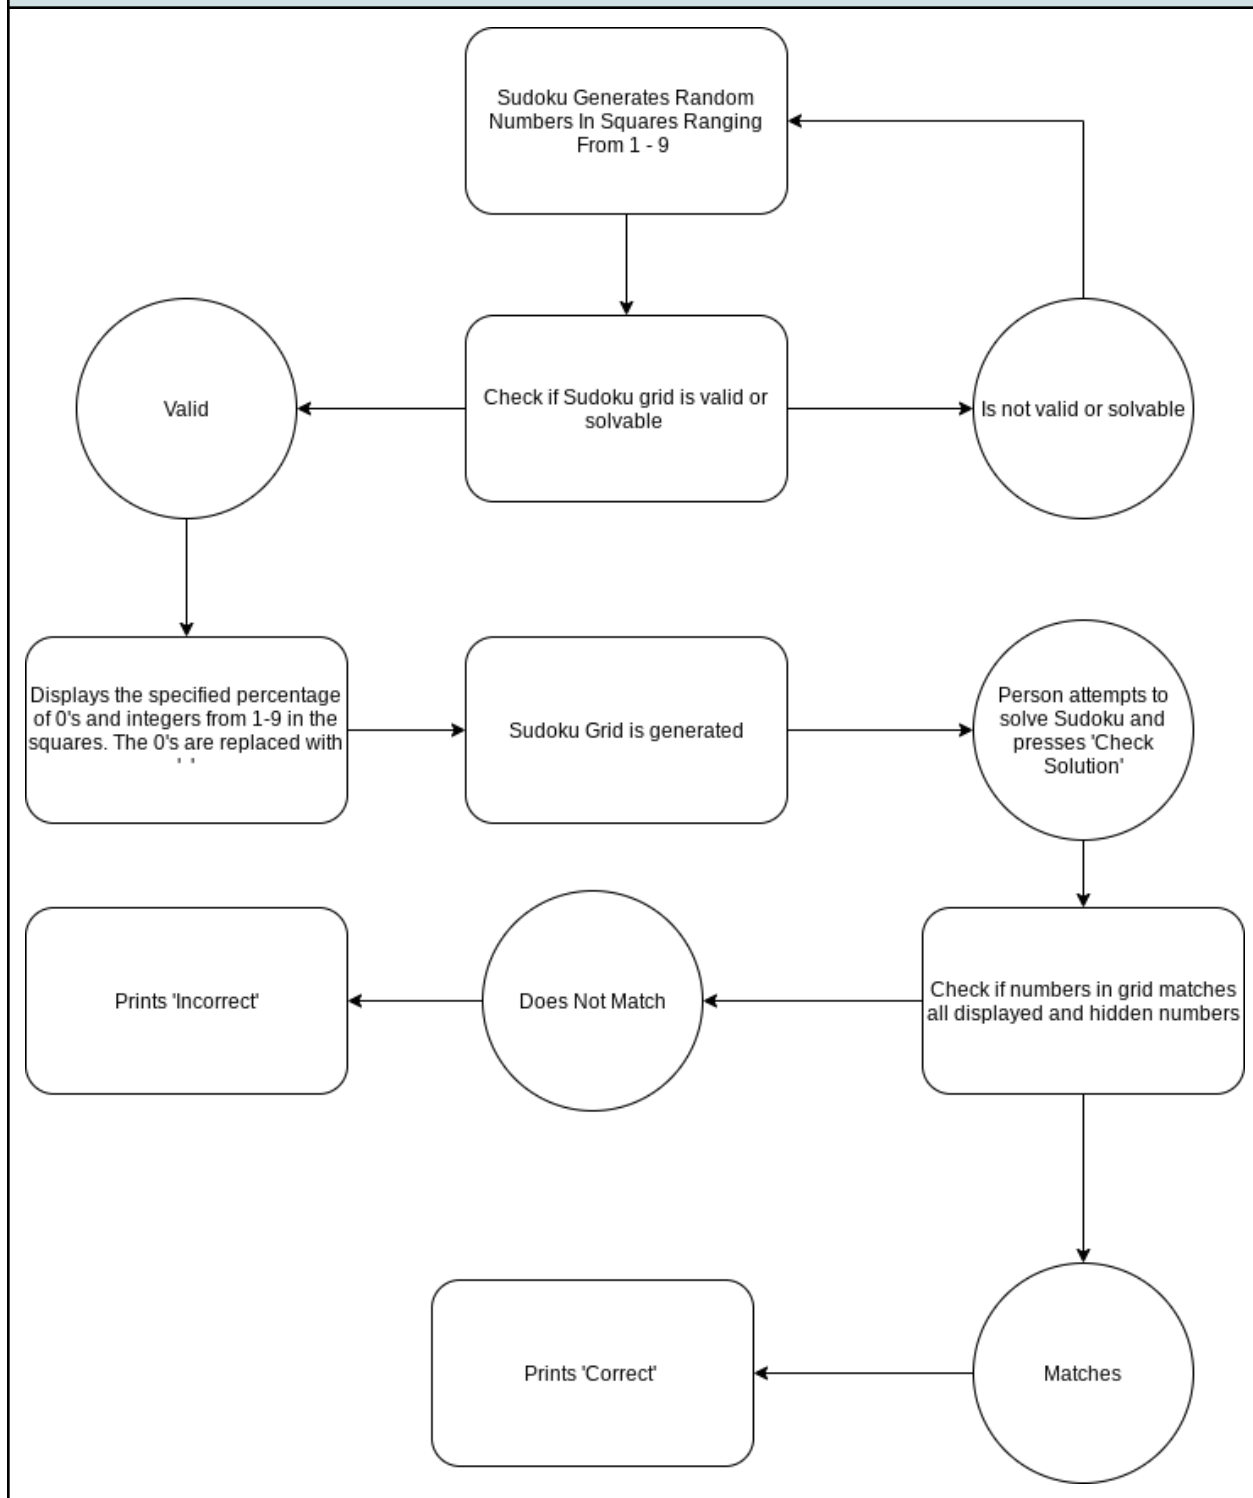 Sudoku Generates Random
Numbers In Squares Ranging
From 1 - 9
Valid
Check if Sudoku grid is valid or
solvable
Is not valid or solvable
Displays the specified percentage
of 0's and integers from 1-9 in the
squares. The 0's are replaced with
' '
Sudoku Grid is generated
Person attempts to
solve Sudoku and
presses 'Check
Solution'
Prints 'Incorrect'
Does Not Match
Check if numbers in grid matches
all displayed and hidden numbers
Prints 'Correct'
Matches